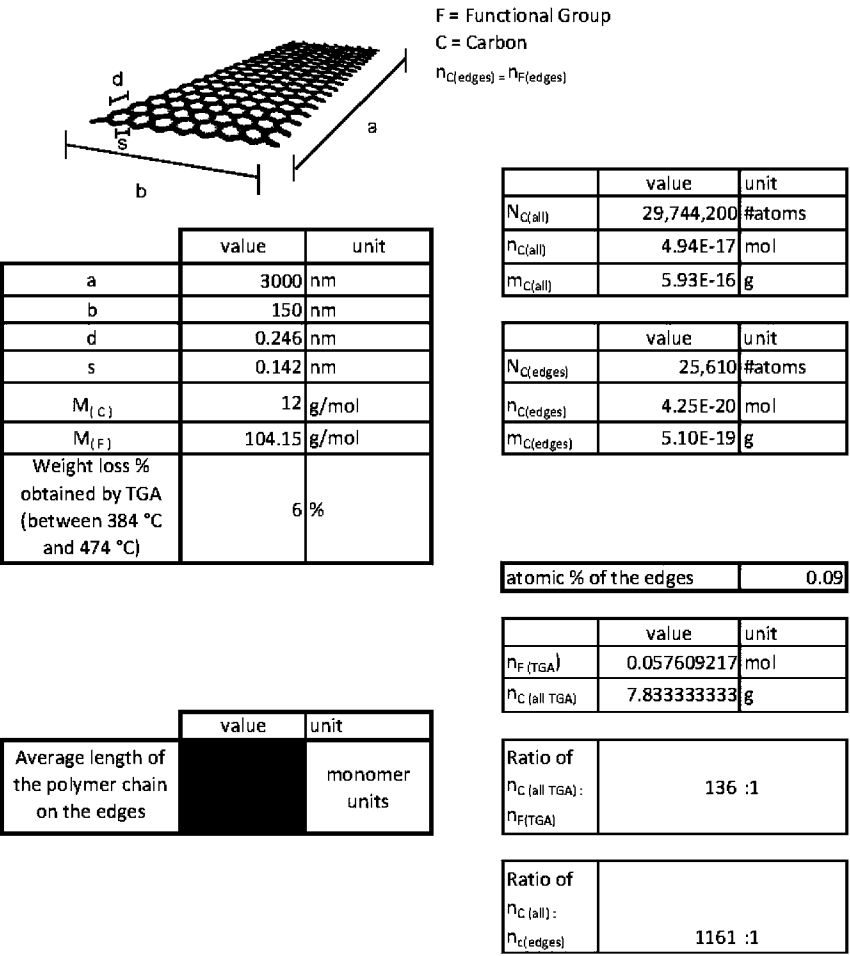 F = Functional Group
C = Carbon
nC(edges) = nF(edges)
d
s
a
b
value unit
a 3000 nm
b 150 nm
d 0.246 nm
s 0.142 nm
M(C) 12 g/mol
M(F) 104.15 g/mol
Weight loss %
obtained by TGA
(between 384 °C
and 474 °C)
6 %
value unit
Average length of
the polymer chain
on the edges
monomer
units
value unit
NC(all) 29,744,200 #atoms
nC(all) 4.94E-17 mol
mC(all) 5.93E-16 g
value unit
NC(edges) 25,610 #atoms
nC(edges) 4.25E-20 mol
mC(edges) 5.10E-19 g
atomic % of the edges 0.09
value unit
nF (TGA) 0.057609217 mol
nC (all TGA) 7.833333333 g
Ratio of
nC (all TGA) : 136 :1
nF(TGA)
Ratio of
nC (all) :
nc(edges) 1161 :1